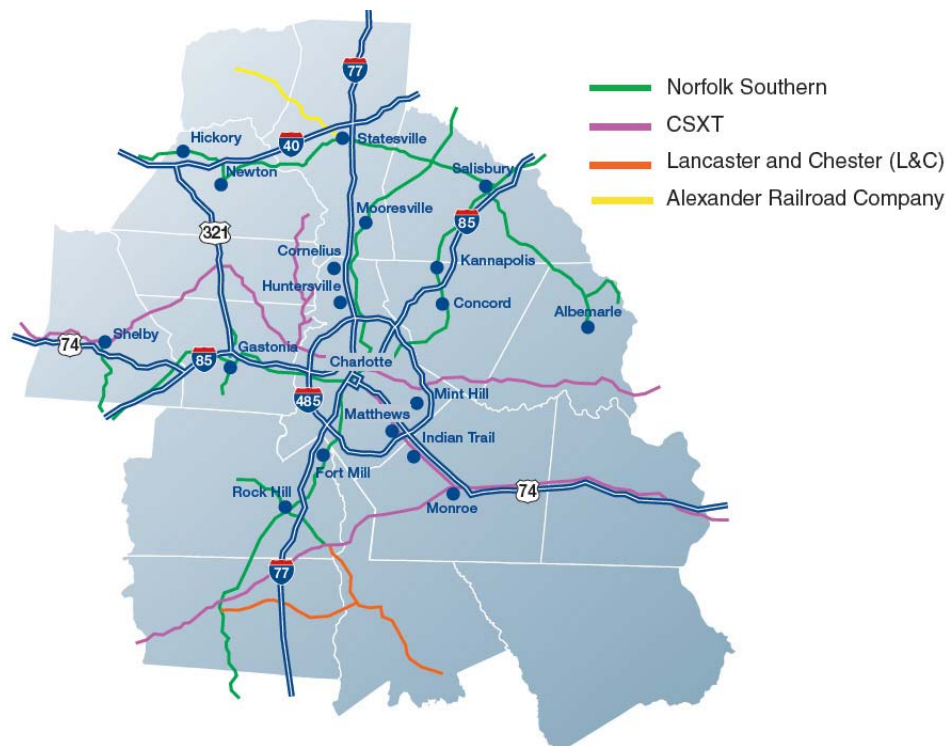 77
Norfolk Southern
CSXT
Lancaster and Chester (L&C)
Alexander Railroad Company
Hickory
40
Statesville
Newton
Salisbury
Mooresville
85
321
Cornelius
Kannapolis
Huntersville
Concord
Albemarle
Shelby
74
85
Gastonia
Charlotte
485
Mint Hill
Matthews
Indian Trail
Fort Mill
Rock Hill
74
Monroe
77